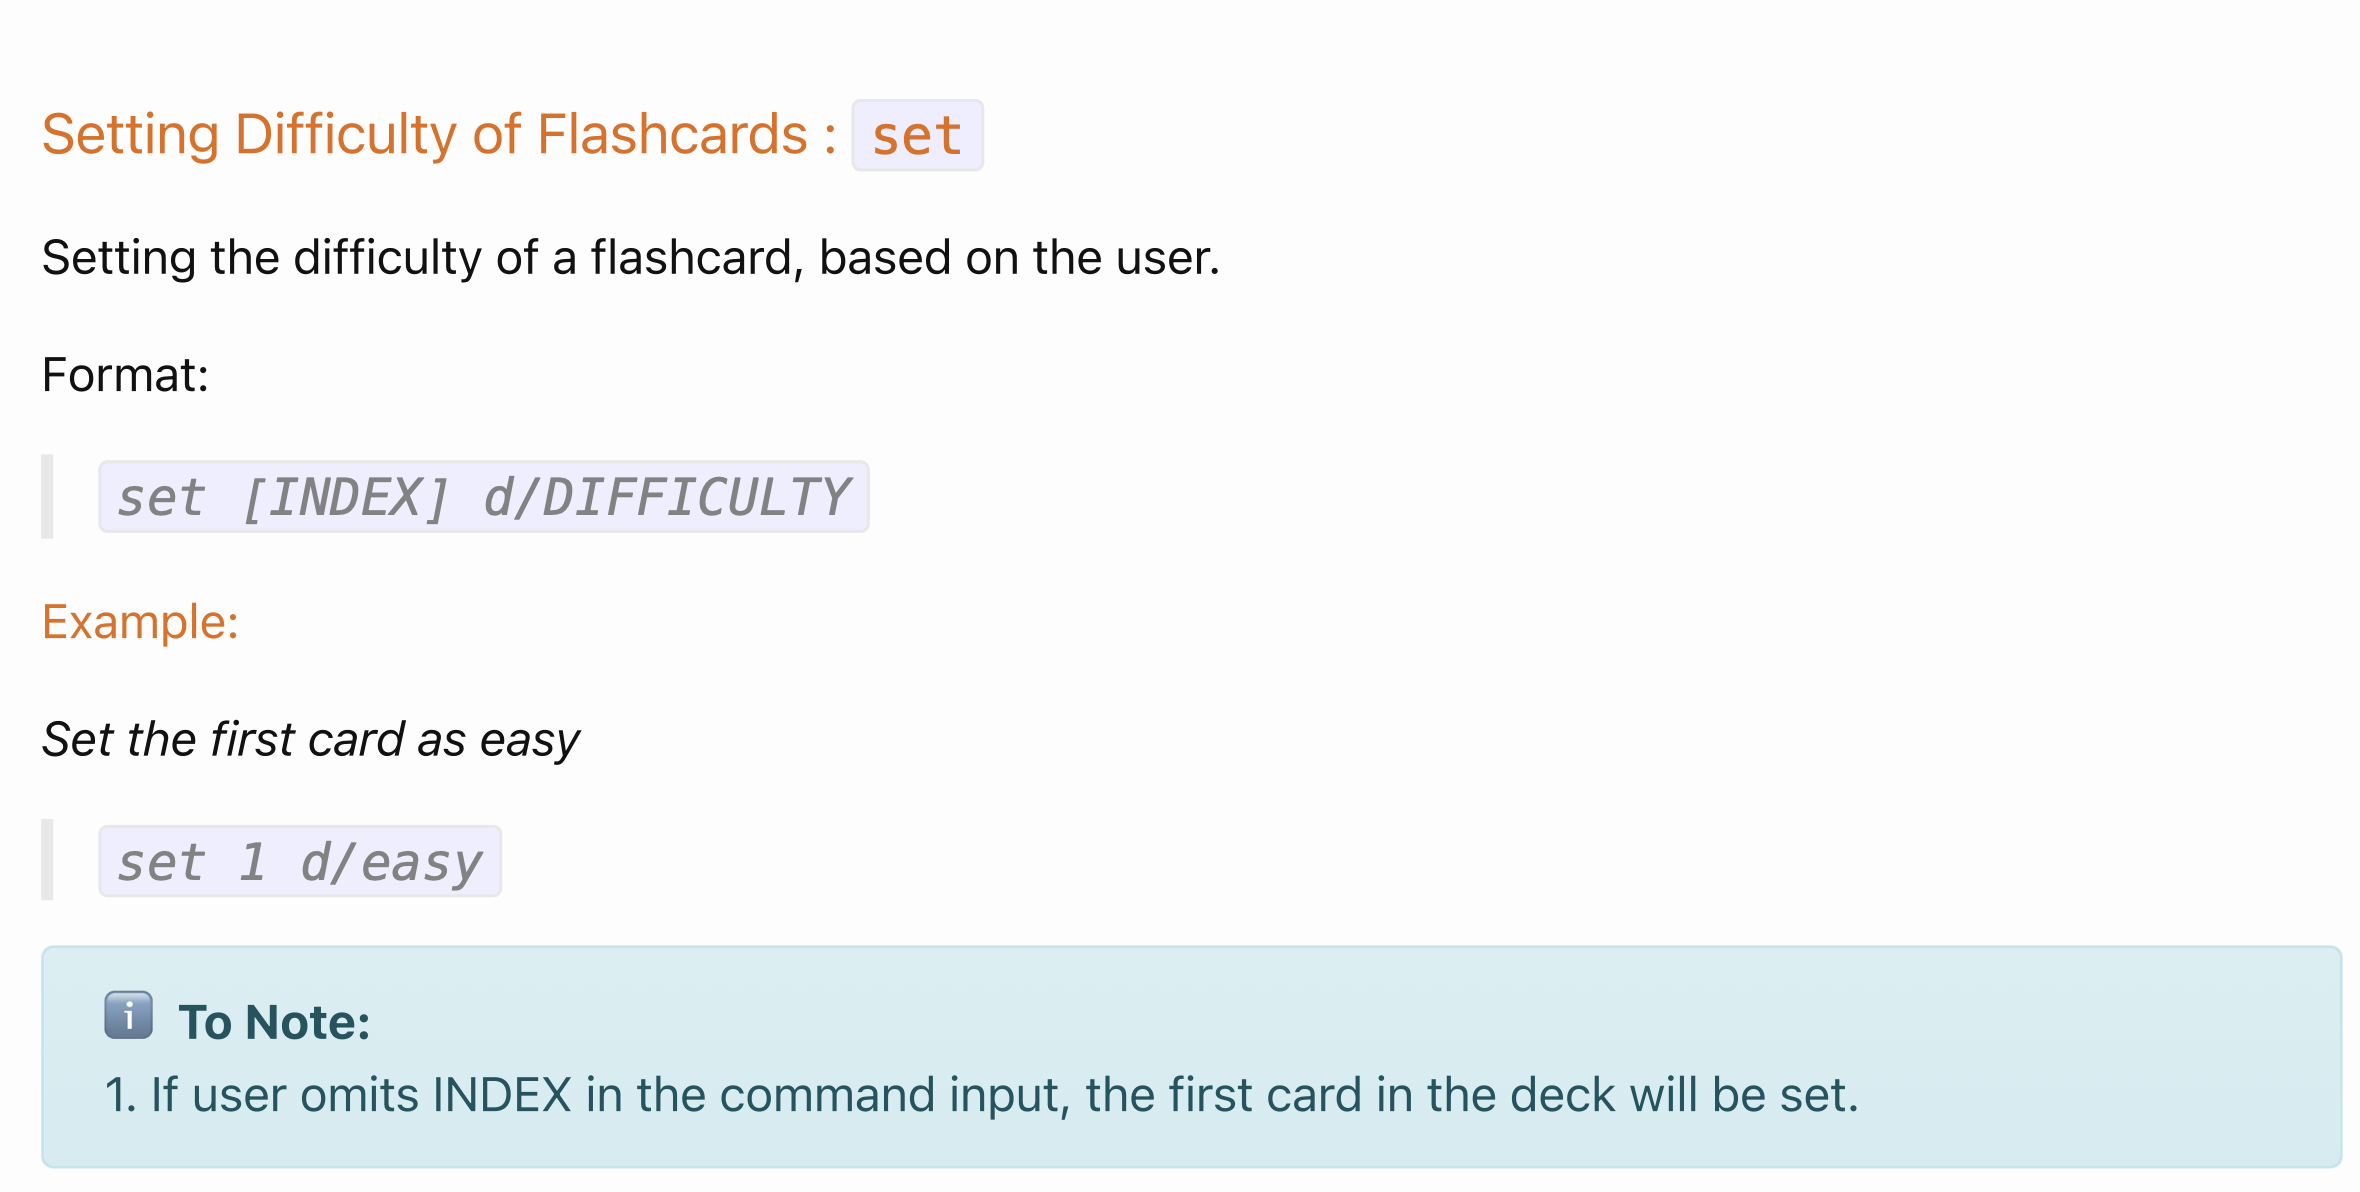 Setting Difficulty of Flashcards : set
Setting the difficulty of a flashcard, based on the user.
Format:
set [INDEX] d/DIFFICULTY
Example:
Set the first card as easy
set 1 d/easy
ℹ️ To Note:
1. If user omits INDEX in the command input, the first card in the deck will be set.